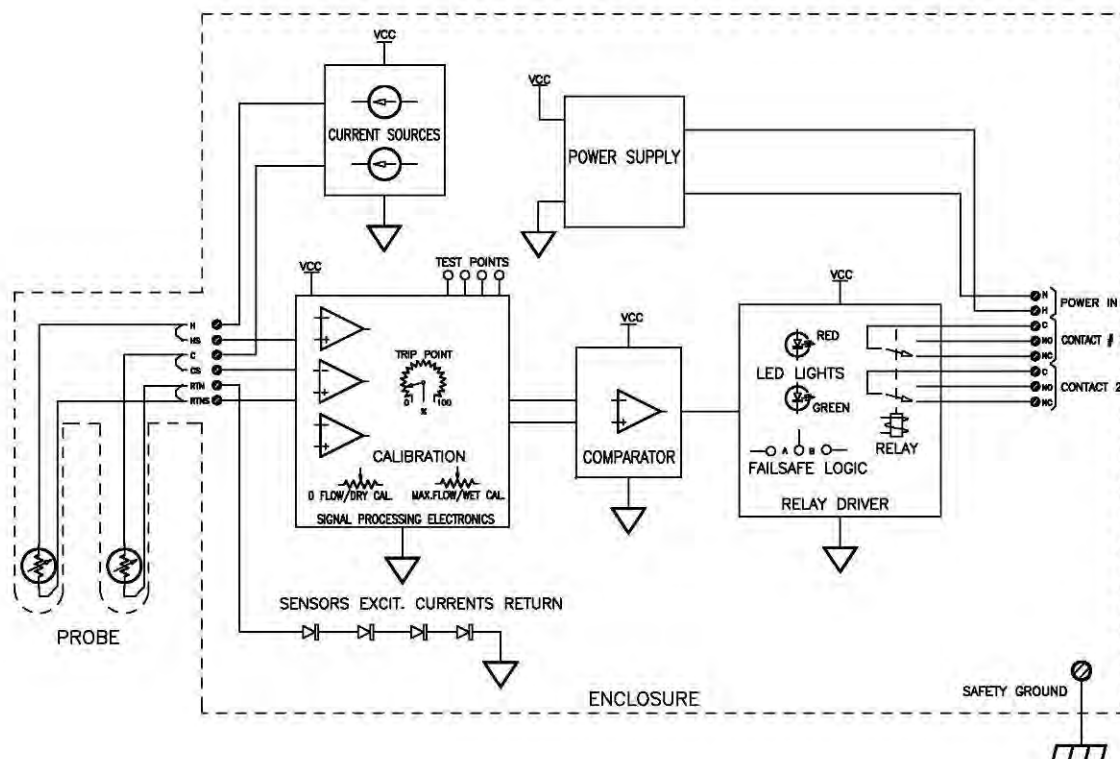 VCC
CURRENT SOURCES
VCC
POWER SUPPLY
VCC
TEST POINTS
TRIP POINT
0
%
100
CALIBRATION
0 FLOW/DRY CAL.
MAX.FLOW/WET CAL.
SIGNAL PROCESSING ELECTRONICS
H
HS
C
CS
RTN
RTNS
PROBE
VCC
COMPARATOR
VCC
RED
LED LIGHTS
GREEN
A
B
FAILSAFE LOGIC
RELAY
RELAY DRIVER
N
H
POWER IN
C
NO
NC
CONTACT #
C
NO
NC
CONTACT 2
SENSORS EXCIT. CURRENTS RETURN
ENCLOSURE
SAFETY GROUND